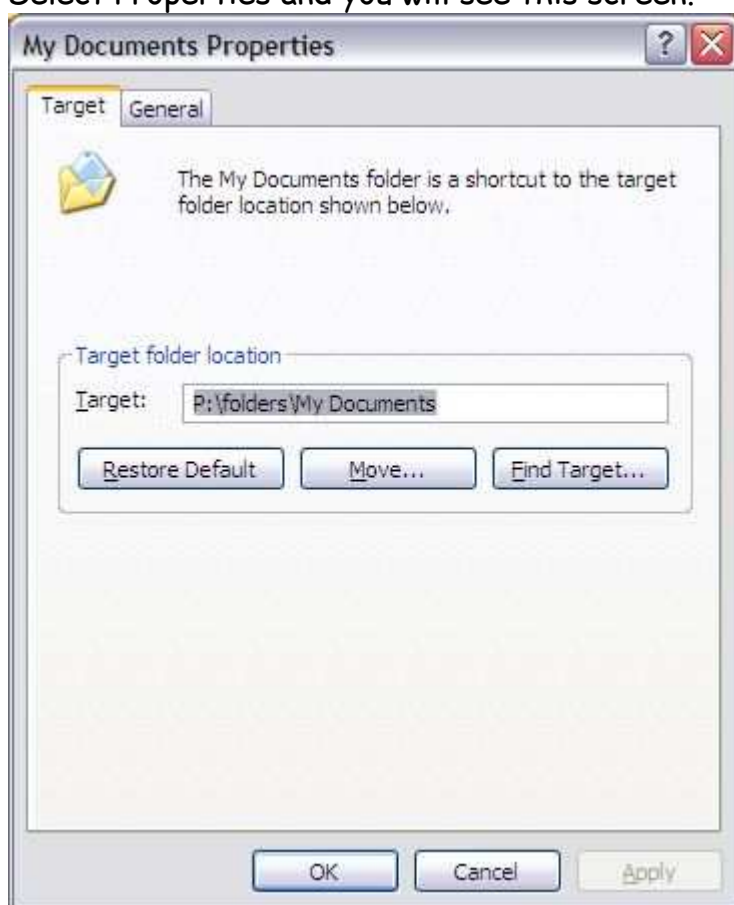 Select Properties and you will see this screen.
My Documents Properties
Target General
The My Documents folder is a shortcut to the target
folder location shown below.
Target folder location
Target: P:\folders\My Documents
Restore Default Move... Find Target...
OK Cancel Apply